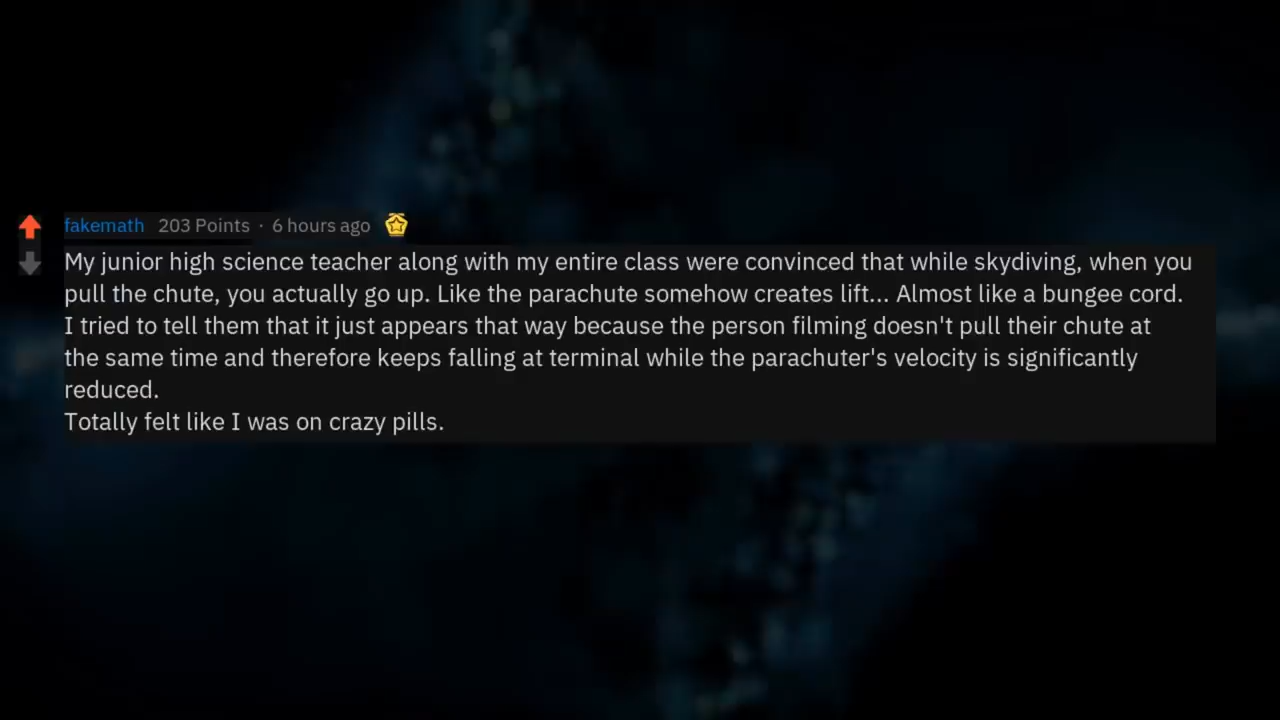 fakemath 203 Points · 6 hours ago
My junior high science teacher along with my entire class were convinced that while skydiving, when you
pull the chute, you actually go up. Like the parachute somehow creates lift... Almost like a bungee cord.
I tried to tell them that it just appears that way because the person filming doesn't pull their chute at
the same time and therefore keeps falling at terminal while the parachuter's velocity is significantly
reduced.
Totally felt like I was on crazy pills.